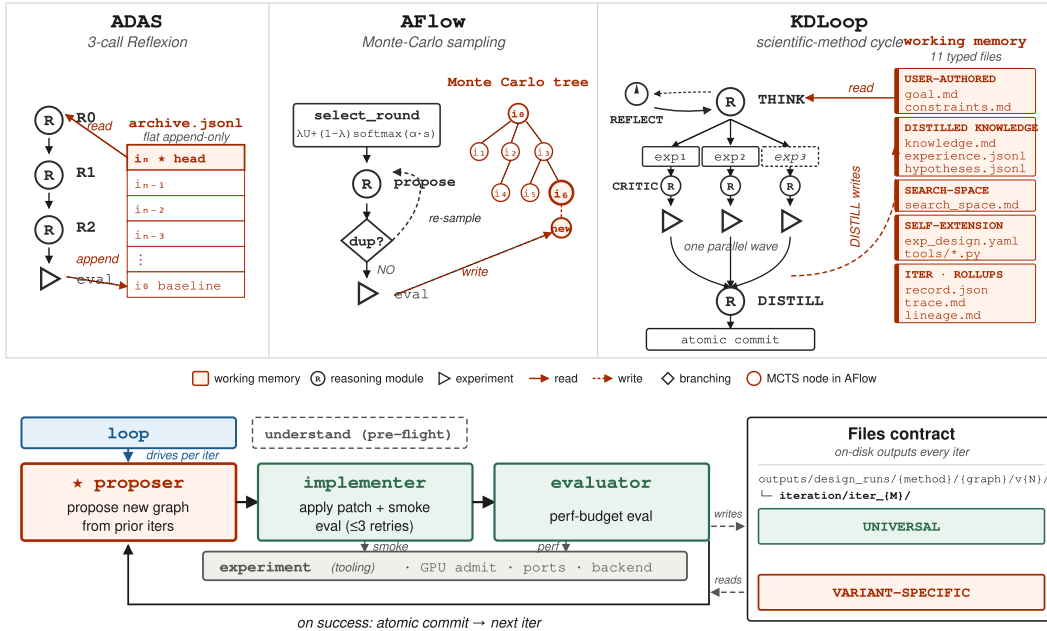 ADAS
3-call Reflexion
R
R0
read
archive.jsonl
flat append-only
iₙ ★ head
R
R1
iₙ₋₁
iₙ₋₂
R
R2
iₙ₋₃
append
⋮
eval
i₀ baseline
AFlow
Monte-Carlo sampling
Monte Carlo tree
select_round
λU+(1−λ)softmax(α·s)
i₀
i₁
i₂
i₃
R
propose
i₄
i₅
i₆
re-sample
new
dup?
NO
write
eval
KDLoop
scientific-method cycle
working memory
11 typed files
REFLECT
R
THINK
read
exp₁
exp₂
exp₃
CRITIC
R
R
R
one parallel wave
DISTILL writes
R
DISTILL
atomic commit
USER-AUTHORED
goal.md
constraints.md
DISTILLED KNOWLEDGE
knowledge.md
experience.jsonl
hypotheses.jsonl
SEARCH-SPACE
search_space.md
SELF-EXTENSION
exp_design.yaml
tools/*.py
ITER · ROLLUPS
record.json
trace.md
lineage.md
working memory
R
reasoning module
experiment
read
write
branching
MCTS node in AFlow
loop
understand (pre-flight)
drives per iter
★ proposer
propose new graph
from prior iters
implementer
apply patch + smoke
eval (≤3 retries)
evaluator
perf-budget eval
smoke
perf
experiment (tooling) · GPU admit · ports · backend
on success: atomic commit → next iter
writes
reads
Files contract
on-disk outputs every iter
outputs/design_runs/{method}/{graph}/v{N}/
└─ iteration/iter_{M}/
UNIVERSAL
VARIANT-SPECIFIC